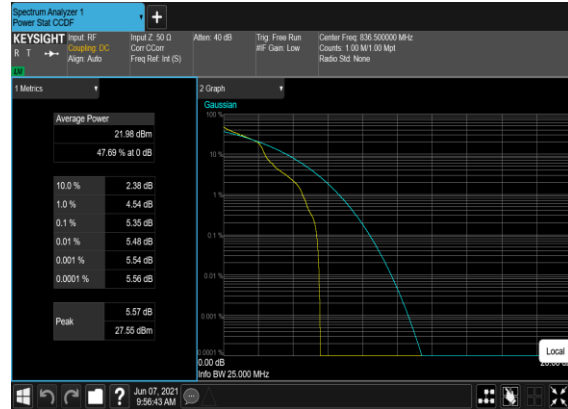 Spectrum Analyzer 1
Power Stat CCDF
KEYSIGHT
R T
LXI
Input: RF
Coupling: DC
Align: Auto
Input Z: 50 Ω
Corr CCorr
Freq Ref: Int (S)
Atten: 40 dB
Trig: Free Run
#IF Gain: Low
Center Freq: 836.500000 MHz
Counts: 1.00 M/1.00 Mpt
Radio Std: None
1 Metrics
Average Power
21.98 dBm
47.69 % at 0 dB
10.0 % 2.38 dB
1.0 % 4.54 dB
0.1 % 5.35 dB
0.01 % 5.48 dB
0.001 % 5.54 dB
0.0001 % 5.56 dB
Peak
5.57 dB
27.55 dBm
2 Graph
Gaussian
100 %
10 %
1 %
0.1 %
0.01 %
0.001 %
0.0001 %
0.00 dB
Info BW 25.000 MHz
Local
?
Jun 07, 2021
9:56:43 AM